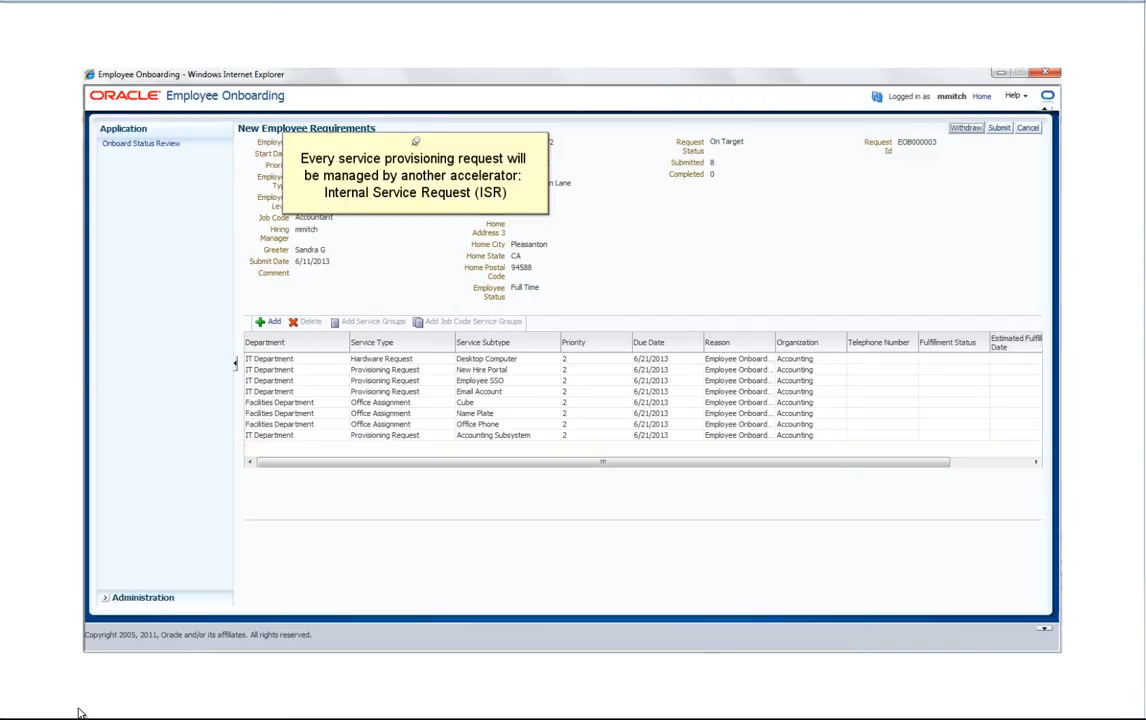 Employee Onboarding - Windows Internet Explorer
ORACLE Employee Onboarding
Logged in as mmitch Home Help
Application
Onboard Status Review
New Employee Requirements
Withdraw Submit Cancel
Every service provisioning request will
be managed by another accelerator:
Internal Service Request (ISR)
Start Da
Job Code Accountant
Hiring Manager mmitch
Greeter Sandra G
Submit Date 6/11/2013
Comment
n Lane
Home Address 3
Home City Pleasanton
Home State CA
Home Postal Code 94588
Employee Status Full Time
Request Status On Target
Submitted 8
Completed 0
Request Id EOB000003
Add Delete Add Service Groups Add Job Code Service Groups
Department Service Type Service Subtype Priority Due Date Reason Organization Telephone Number Fulfillment Status Estimated Fulfill Date
IT Department Hardware Request Desktop Computer 2 6/21/2013 Employee Onboard... Accounting
IT Department Provisioning Request New Hire Portal 2 6/21/2013 Employee Onboard... Accounting
IT Department Provisioning Request Employee SSO 2 6/21/2013 Employee Onboard... Accounting
IT Department Provisioning Request Email Account 2 6/21/2013 Employee Onboard... Accounting
Facilities Department Office Assignment Cube 2 6/21/2013 Employee Onboard... Accounting
Facilities Department Office Assignment Name Plate 2 6/21/2013 Employee Onboard... Accounting
Facilities Department Office Assignment Office Phone 2 6/21/2013 Employee Onboard... Accounting
IT Department Provisioning Request Accounting Subsystem 2 6/21/2013 Employee Onboard... Accounting
Administration
Copyright 2005, 2011, Oracle and/or its affiliates. All rights reserved.